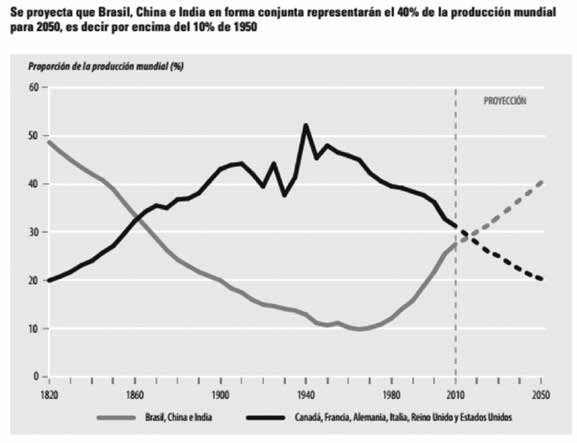 Se proyecta que Brasil, China e India en forma conjunta representarán el 40% de la producción mundial
para 2050, es decir por encima del 10% de 1950
Proporción de la producción mundial (%)
60
PROYECCIÓN
50
40
30
20
10
0
1820 1860 1900 1940 1980 2010 2050
Brasil, China e India Canadá, Francia, Alemania, Italia, Reino Unido y Estados Unidos